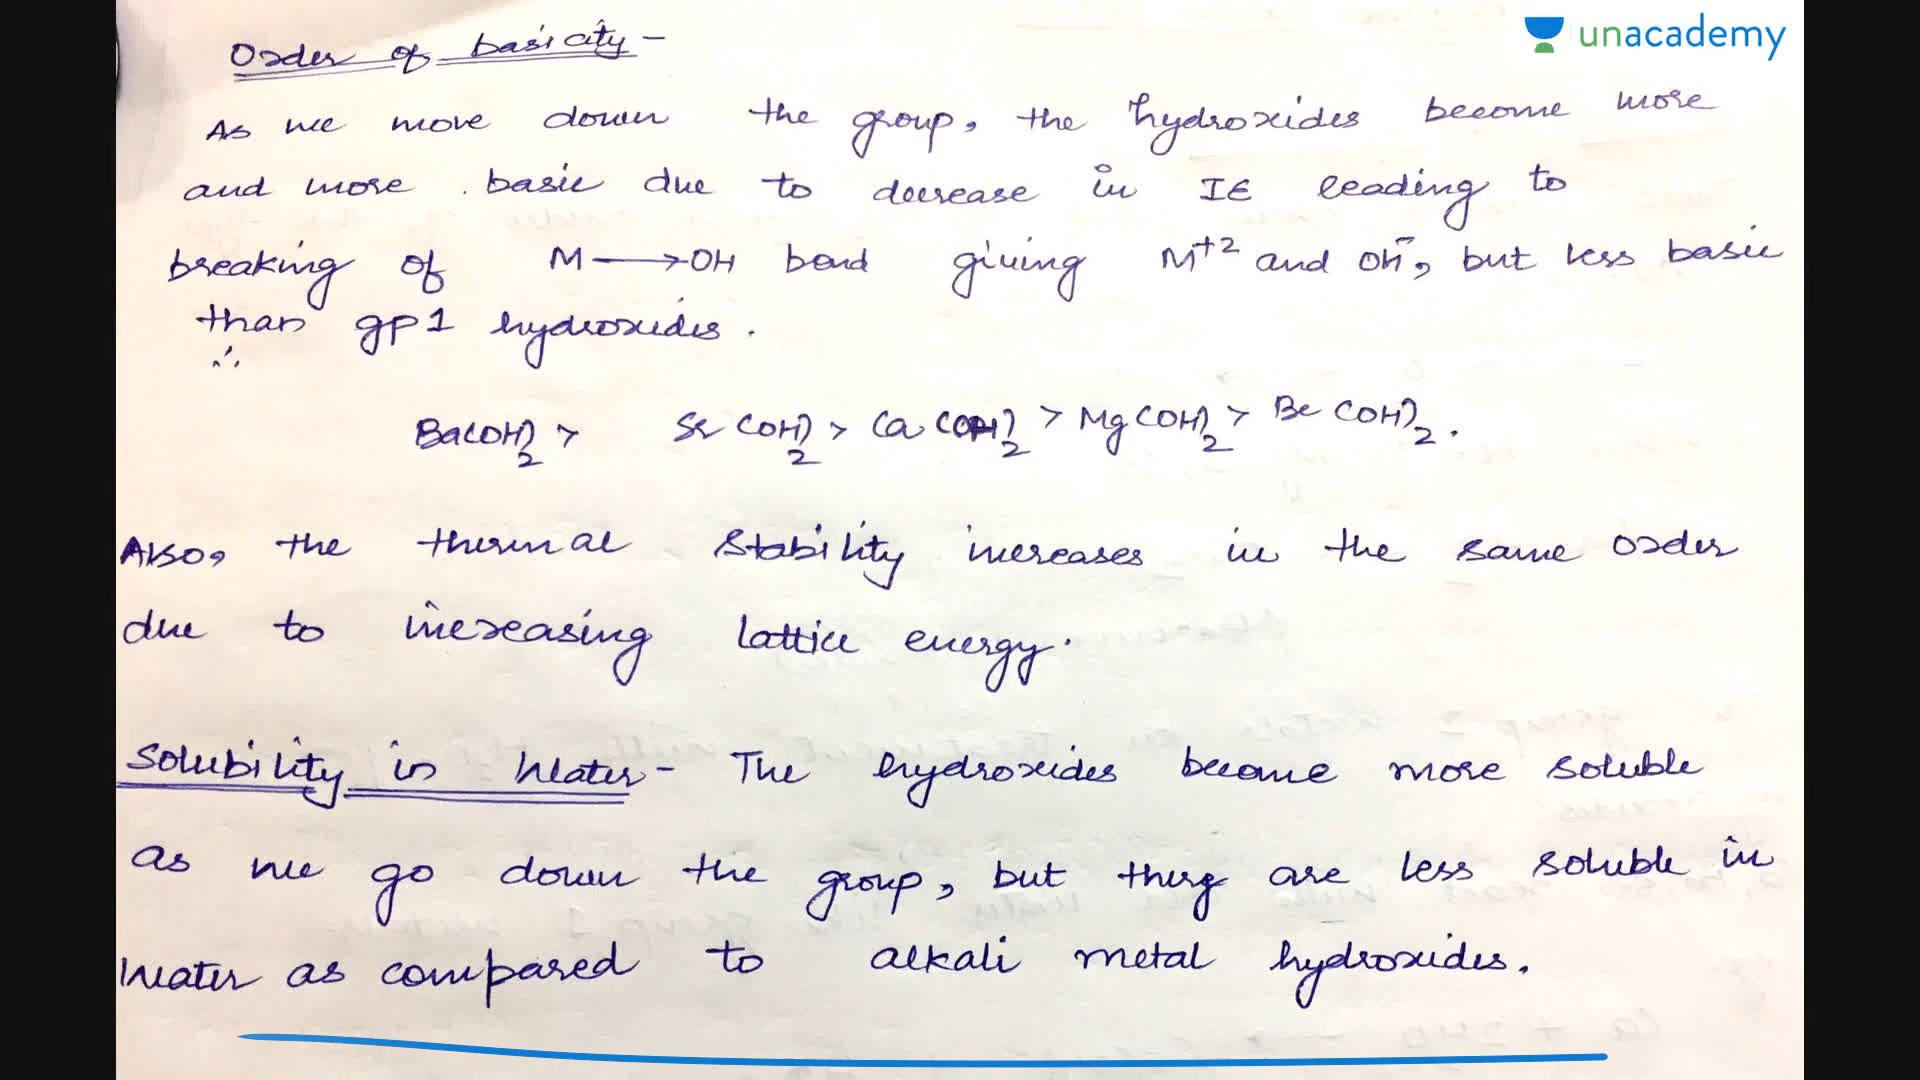 unacademy
Order of basicity -
As we move down the group, the hydroxides become more
and more basic due to decrease in IE leading to
breaking of M⟶OH bond giving M⁺² and OH⁻, but less basic
than gp1 hydroxides.
∴
Ba(OH)₂ > Sr(OH)₂ > Ca(OH)₂ > Mg(OH)₂ > Be(OH)₂.
Also, the thermal stability increases in the same order
due to increasing lattice energy.
Solubility in Water - The hydroxides become more soluble
as we go down the group, but they are less soluble in
Water as compared to alkali metal hydroxides.